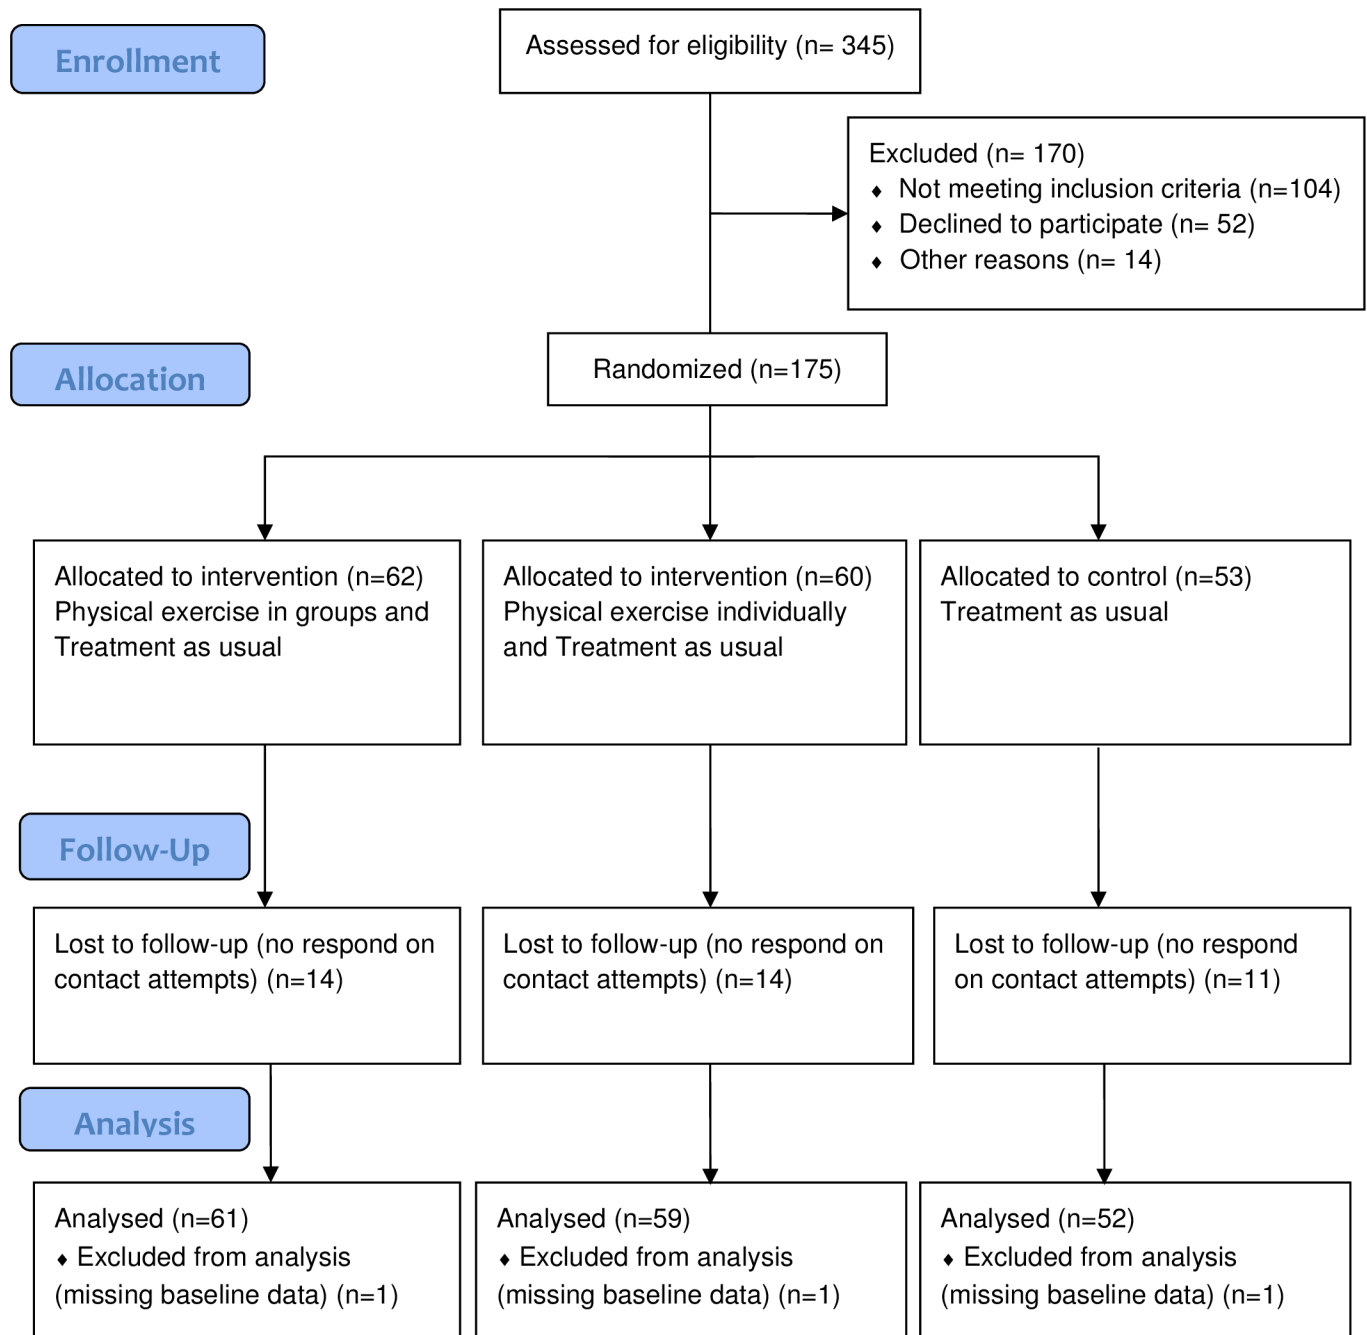 Enrollment
Assessed for eligibility (n= 345)
Excluded (n= 170)
♦ Not meeting inclusion criteria (n=104)
♦ Declined to participate (n= 52)
♦ Other reasons (n= 14)
Allocation
Randomized (n=175)
Allocated to intervention (n=62)
Physical exercise in groups and
Treatment as usual
Allocated to intervention (n=60)
Physical exercise individually
and Treatment as usual
Allocated to control (n=53)
Treatment as usual
Follow-Up
Lost to follow-up (no respond on
contact attempts) (n=14)
Lost to follow-up (no respond on
contact attempts) (n=14)
Lost to follow-up (no respond
on contact attempts) (n=11)
Analysis
Analysed (n=61)
♦ Excluded from analysis
(missing baseline data) (n=1)
Analysed (n=59)
♦ Excluded from analysis
(missing baseline data) (n=1)
Analysed (n=52)
♦ Excluded from analysis
(missing baseline data) (n=1)